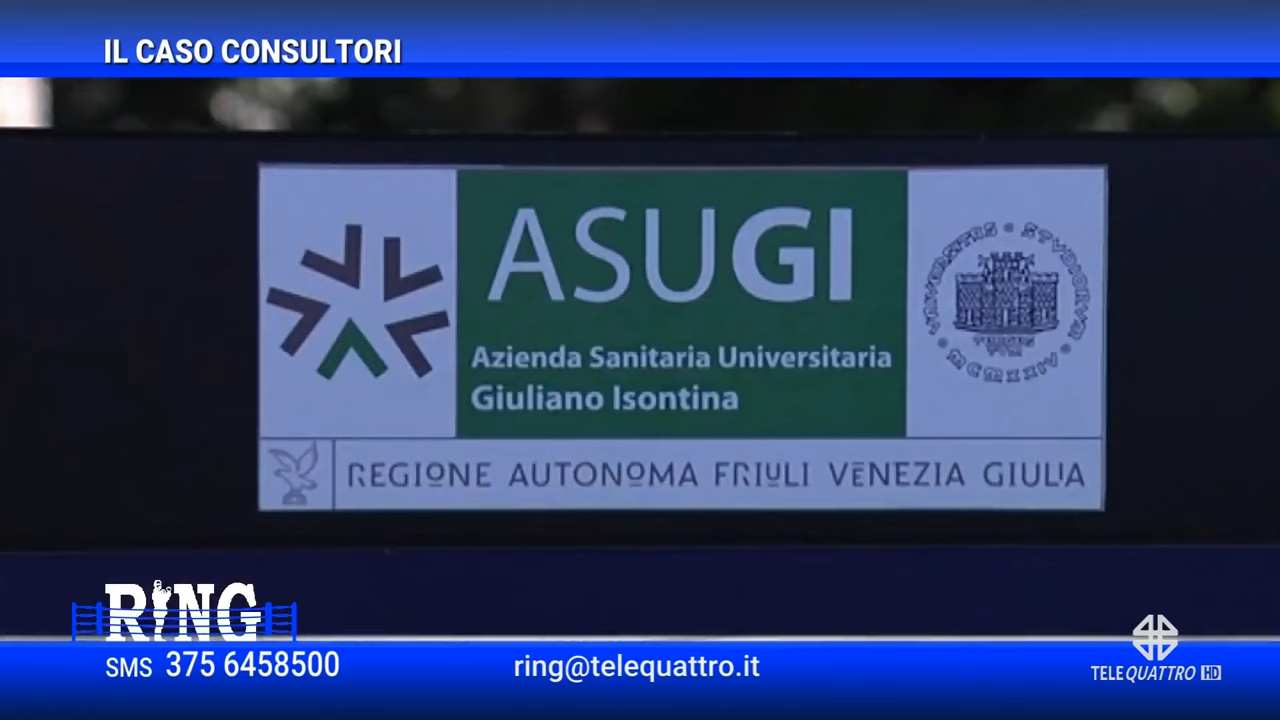 IL CASO CONSULTORI
ASUGI
Azienda Sanitaria Universitaria
Giuliano Isontina
REGIONE AUTONOMA FRIULI VENEZIA GIULIA
RING
SMS 375 6458500
ring@telequattro.it
TELEQUATTRO HD